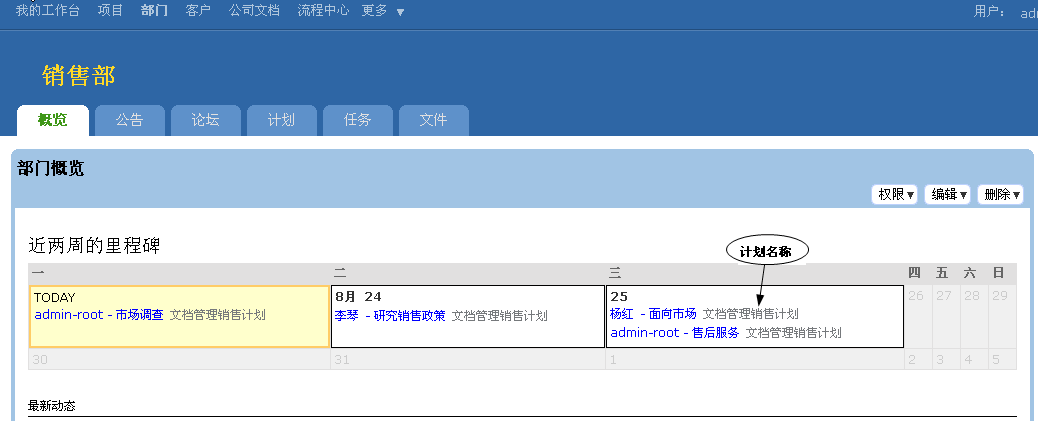 我的工作台 项目 部门 客户 公司文档 流程中心 更多 ▼ 用户:
销售部
概览 公告 论坛 计划 任务 文件
部门概览
权限▼ 编辑▼ 删除▼
近两周的里程碑
计划名称
一 二 三 四 五 六 日
TODAY 8月 24 25 26 27 28 29
admin-root - 市场调查 文档管理销售计划 李琴 - 研究销售政策 文档管理销售计划 杨红 - 面向市场 文档管理销售计划
admin-root - 售后服务 文档管理销售计划
30 31 1 2 3 4 5
最新动态